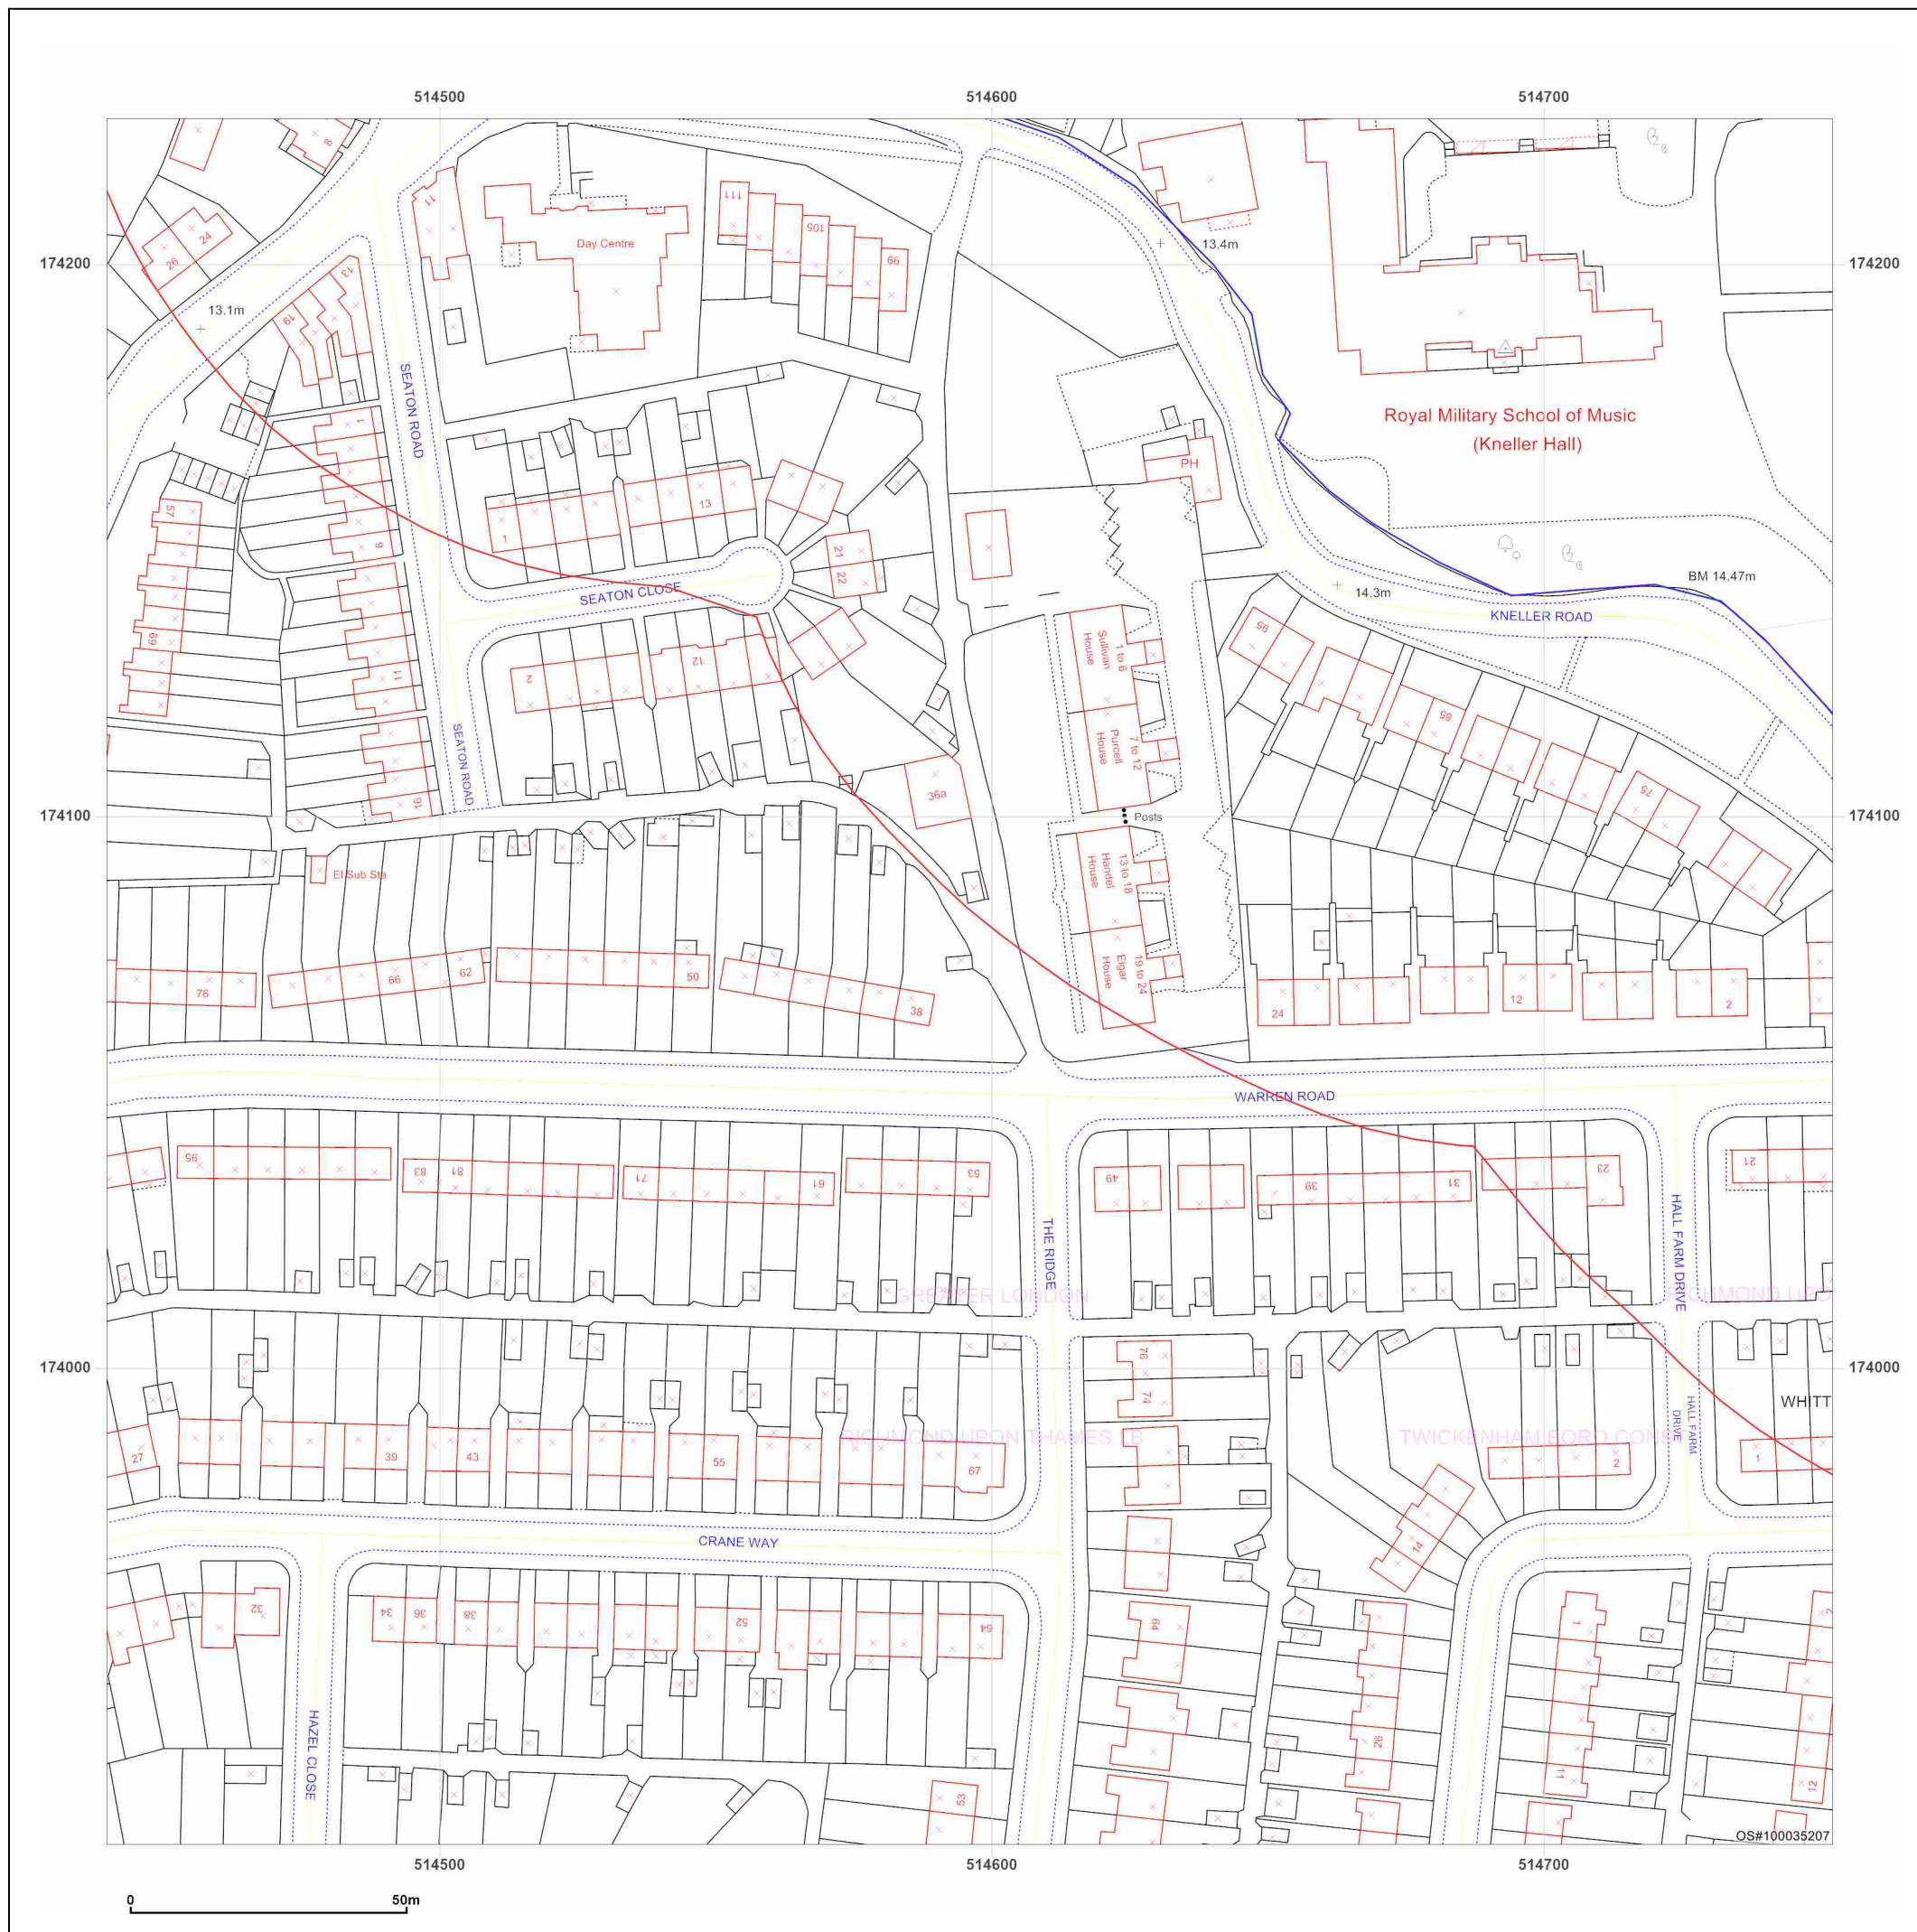 514500
514600
514700
8
11
111
24
105
Day Centre
99
26
13.4m
174200
174200
13
13.1m
19
SEATON ROAD
Royal Military School of Music
1
(Kneller Hall)
PH
13
57
1
9
21
22
BM 14.47m
SEATON CLOSE
14.3m
KNELLER ROAD
95
69
Sullivan
House
1 to 6
12
11
2
85
SEATON ROAD
Purcell
House
7 to 12
36a
75
16
174100
174100
Posts
El Sub Sta
Handel
House
13 to 18
62
66
50
Elgar
House
19 to 24
76
38
24
12
2
WARREN ROAD
95
83
81
71
61
53
49
39
31
23
21
THE RIDGE
HALL FARM DRIVE
GREATER LONDON
RICHMOND UPO
76
174000
174000
74
WHITT
HALL FARM
DRIVE
RICHMOND UPON THAMES LB
TWICKENHAM BORO CONST
27
39
43
55
67
2
1
CRANE WAY
14
32
34
36
38
52
64
64
1
2
HAZEL CLOSE
26
11
12
53
OS#100035207
514500
514600
514700
0
50m